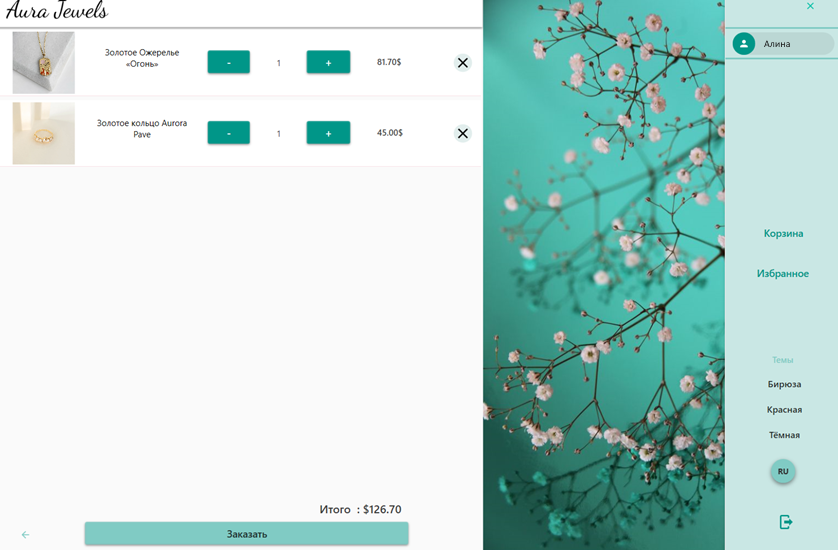 Aura Jewels
Золотое Ожерелье
«Огонь»
-
1
+
81.70$
Золотое кольцо Aurora
Pave
-
1
+
45.00$
Итого : $126.70
Заказать
Алина
Корзина
Избранное
Темы
Бирюза
Красная
Тёмная
RU